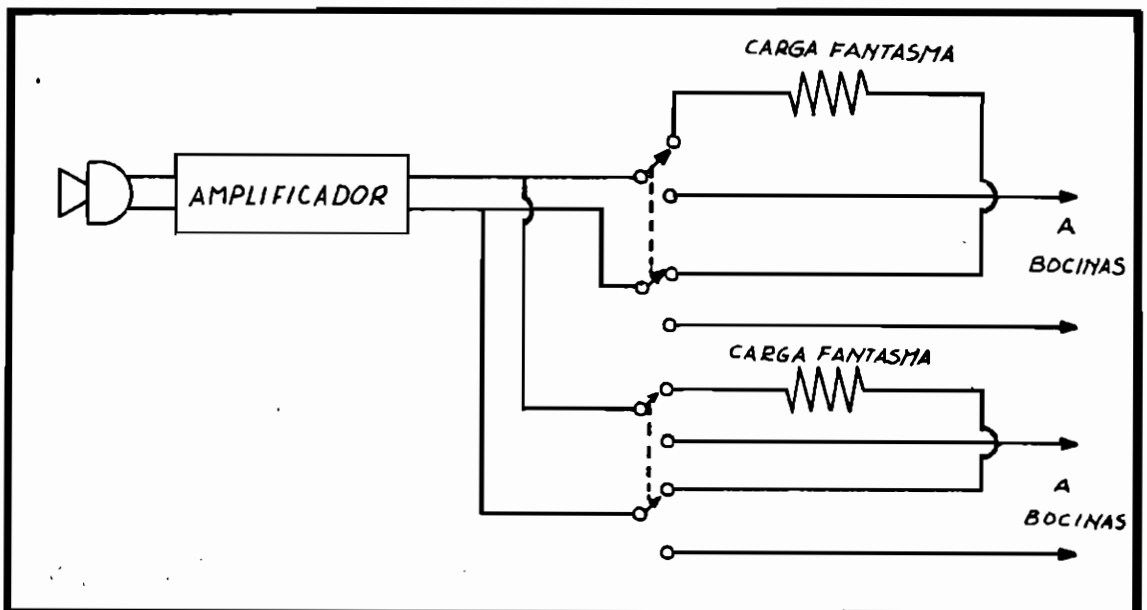 CARGA FANTASMA
AMPLIFICADOR
A
BOCINAS
CARGA FANTASMA
A
BOCINAS